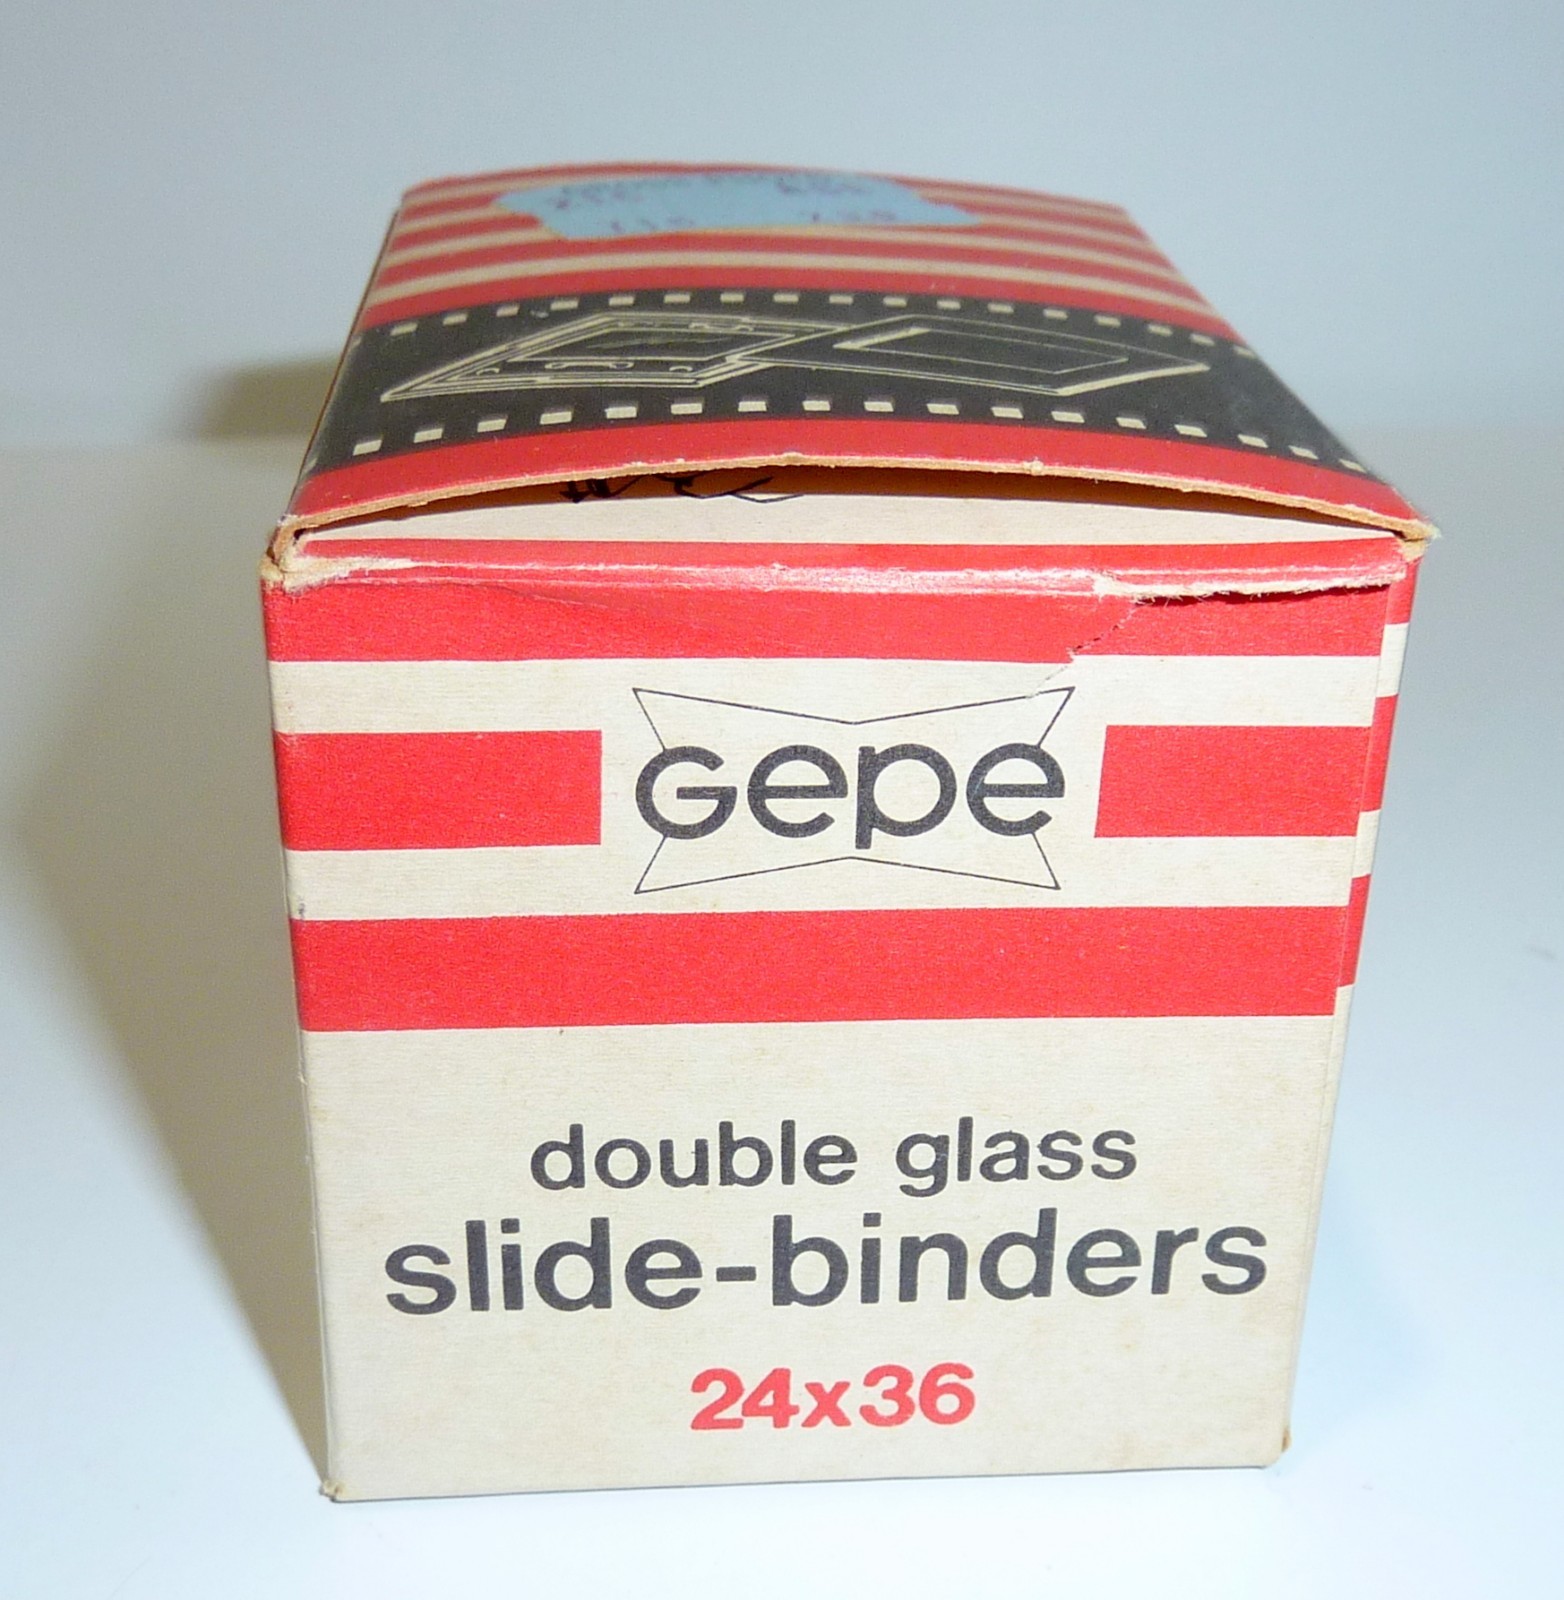 Gepe
double glass
slide-binders
24x36